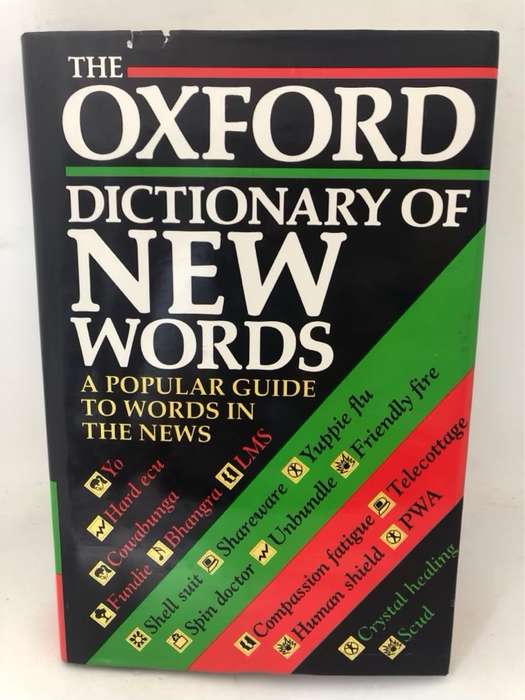 THE
OXFORD
DICTIONARY OF
NEW
WORDS
A POPULAR GUIDE
TO WORDS IN
THE NEWS
Yo
Hard ecu
Cowabunga
Fundie
Bhangra
LMS
Shell suit
Shareware
Yuppie flu
Spin doctor
Unbundle
Friendly fire
Compassion fatigue
Telecottage
Human shield
PWA
Crystal healing
Scud